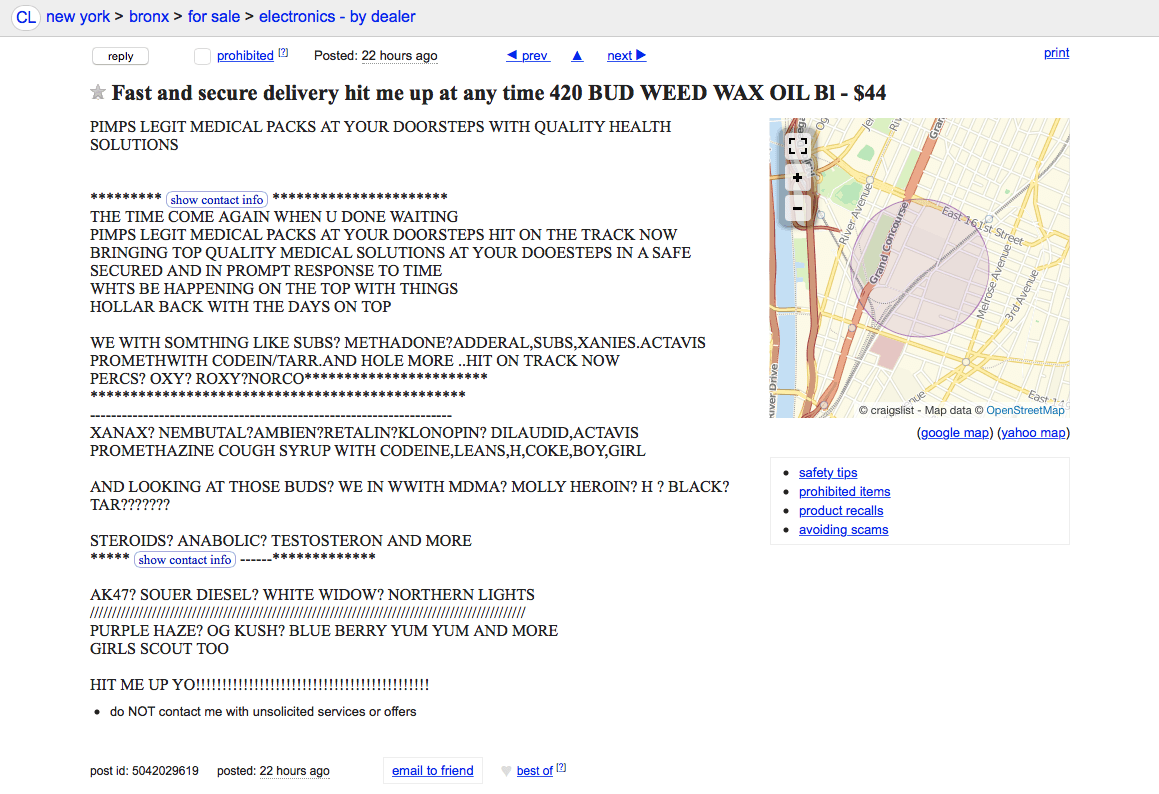 CL new york > bronx > for sale > electronics - by dealer
reply prohibited [?] Posted: 22 hours ago ◀ prev ▲ next ▶ print
Fast and secure delivery hit me up at any time 420 BUD WEED WAX OIL Bl - $44
PIMPS LEGIT MEDICAL PACKS AT YOUR DOORSTEPS WITH QUALITY HEALTH
SOLUTIONS
********* show contact info **********************
THE TIME COME AGAIN WHEN U DONE WAITING
PIMPS LEGIT MEDICAL PACKS AT YOUR DOORSTEPS HIT ON THE TRACK NOW
BRINGING TOP QUALITY MEDICAL SOLUTIONS AT YOUR DOOESTEPS IN A SAFE
SECURED AND IN PROMPT RESPONSE TO TIME
WHTS BE HAPPENING ON THE TOP WITH THINGS
HOLLAR BACK WITH THE DAYS ON TOP
WE WITH SOMTHING LIKE SUBS? METHADONE?ADDERAL,SUBS,XANIES.ACTAVIS
PROMETHWITH CODEIN/TARR.AND HOLE MORE ..HIT ON TRACK NOW
PERCS? OXY? ROXY?NORCO***********************
***********************************************
-------------------------------------------------------------------
XANAX? NEMBUTAL?AMBIEN?RETALIN?KLONOPIN? DILAUDID,ACTAVIS
PROMETHAZINE COUGH SYRUP WITH CODEINE,LEANS,H,COKE,BOY,GIRL
AND LOOKING AT THOSE BUDS? WE IN WWITH MDMA? MOLLY HEROIN? H ? BLACK?
TAR???????
STEROIDS? ANABOLIC? TESTOSTERON AND MORE
***** show contact info ------*************
AK47? SOUER DIESEL? WHITE WIDOW? NORTHERN LIGHTS
//////////////////////////////////////////////////////////////////////////////////////////
PURPLE HAZE? OG KUSH? BLUE BERRY YUM YUM AND MORE
GIRLS SCOUT TOO
HIT ME UP YO!!!!!!!!!!!!!!!!!!!!!!!!!!!!!!!!!!!!!!!!!!!!
• do NOT contact me with unsolicited services or offers
post id: 5042029619 posted: 22 hours ago email to friend best of [?]
+
-
River Avenue
Grand Concourse
East 161st Street
Melrose Avenue
3rd Avenue
© craigslist - Map data © OpenStreetMap
(google map) (yahoo map)
• safety tips
• prohibited items
• product recalls
• avoiding scams